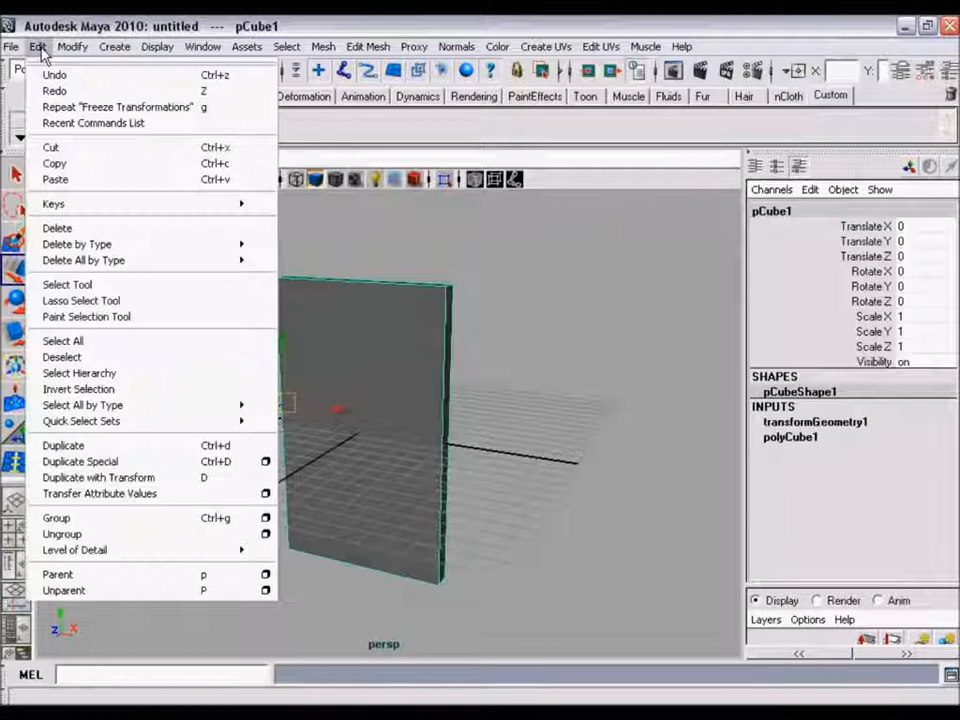 Autodesk Maya 2010: untitled --- pCube1
File Edit Modify Create Display Window Assets Select Mesh Edit Mesh Proxy Normals Color Create UVs Edit UVs Muscle Help
X: Y:
Deformation Animation Dynamics Rendering PaintEffects Toon Muscle Fluids Fur Hair nCloth Custom
Undo Ctrl+z
Redo Z
Repeat "Freeze Transformations" g
Recent Commands List
Cut Ctrl+x
Copy Ctrl+c
Paste Ctrl+v
Keys
Delete
Delete by Type
Delete All by Type
Select Tool
Lasso Select Tool
Paint Selection Tool
Select All
Deselect
Select Hierarchy
Invert Selection
Select All by Type
Quick Select Sets
Duplicate Ctrl+d
Duplicate Special Ctrl+D
Duplicate with Transform D
Transfer Attribute Values
Group Ctrl+g
Ungroup
Level of Detail
Parent p
Unparent P
z x
persp
Channels Edit Object Show
pCube1
Translate X 0
Translate Y 0
Translate Z 0
Rotate X 0
Rotate Y 0
Rotate Z 0
Scale X 1
Scale Y 1
Scale Z 1
Visibility on
SHAPES
pCubeShape1
INPUTS
transformGeometry1
polyCube1
Display Render Anim
Layers Options Help
<< >>
MEL